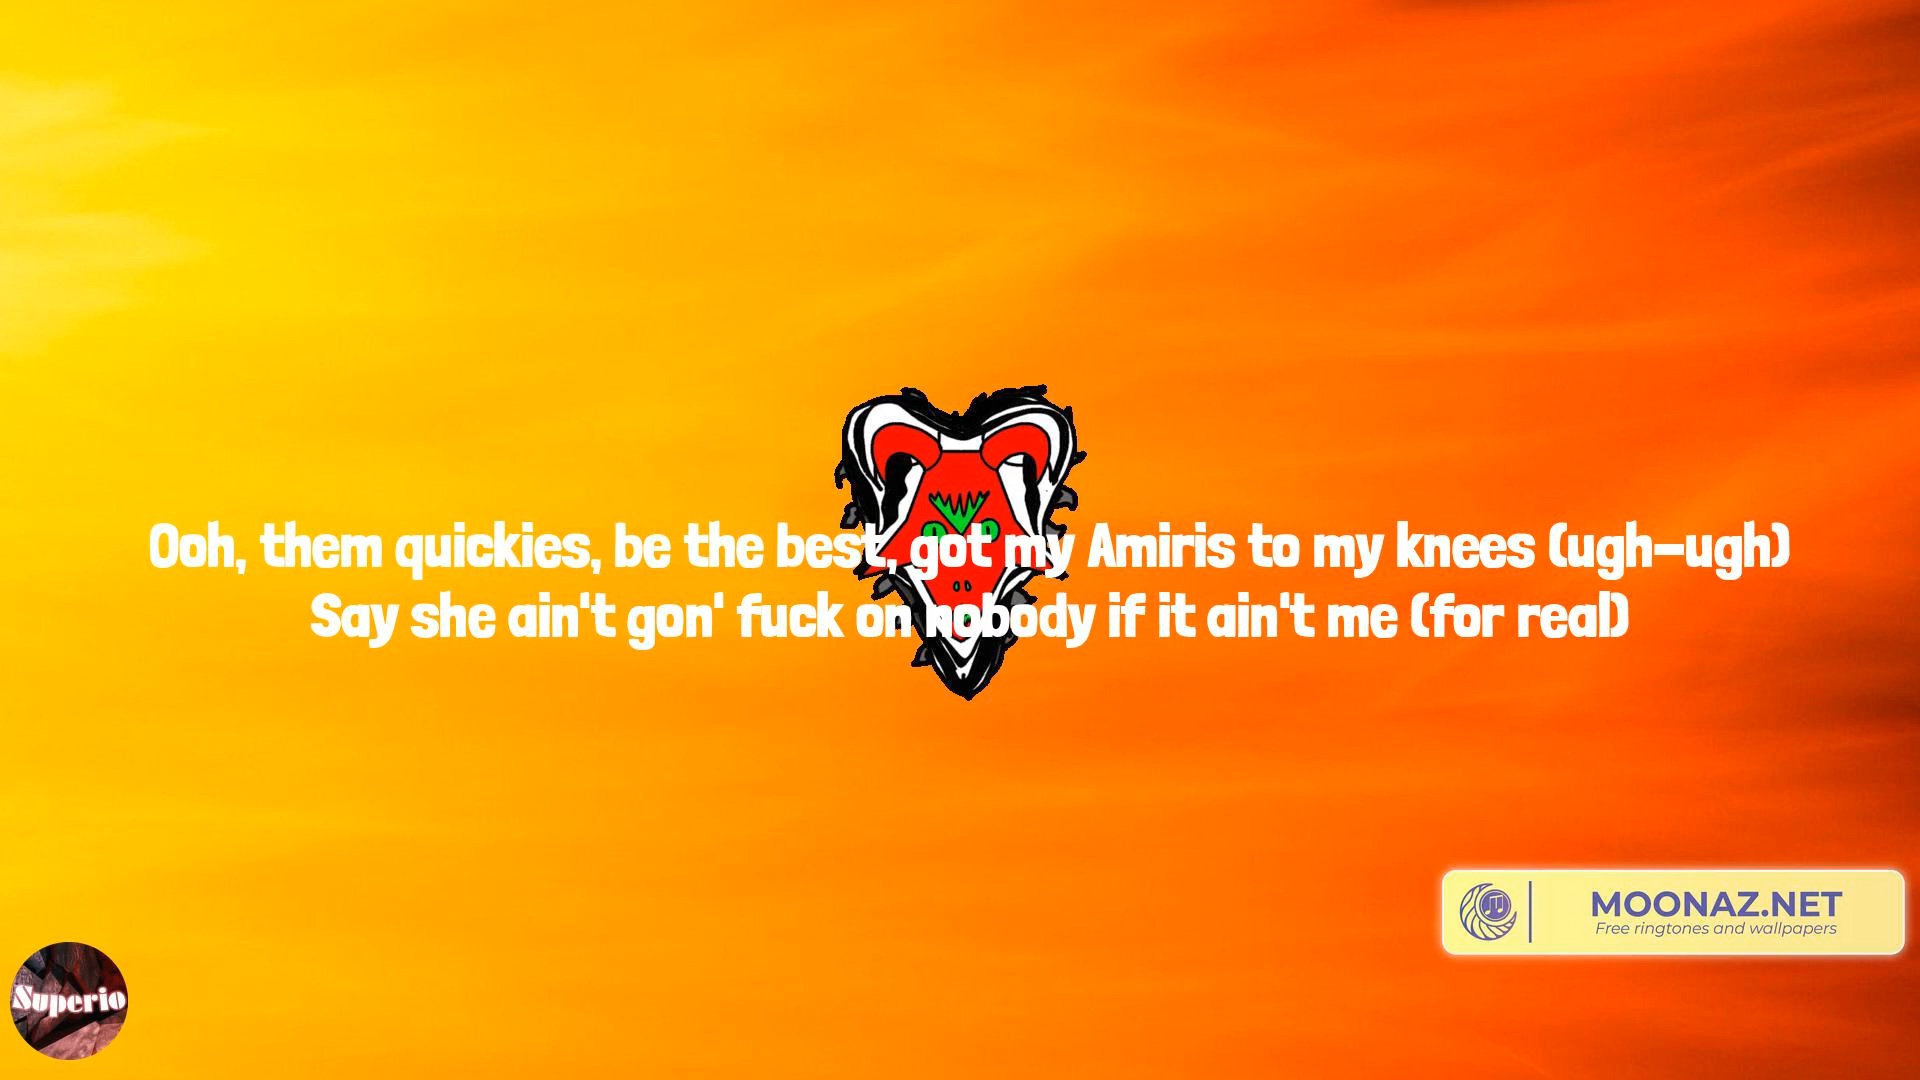 Ooh, them quickies, be the best, got my Amiris to my knees (ugh-ugh)
Say she ain't gon' fuck on nobody if it ain't me (for real)
MOONAZ.NET
Free ringtones and wallpapers
Superio